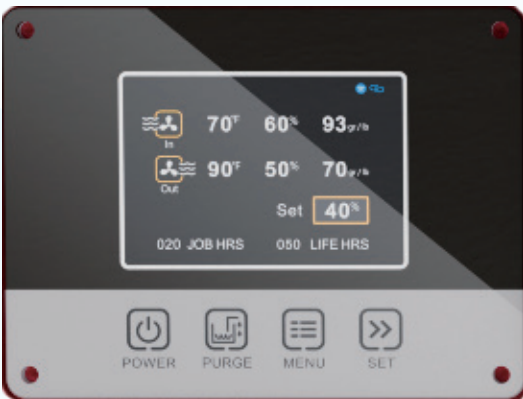 70°F 60% 93gr/lb
In
90°F 50% 70gr/lb
Out
Set 40%
020 JOB HRS 050 LIFE HRS
POWER PURGE MENU SET